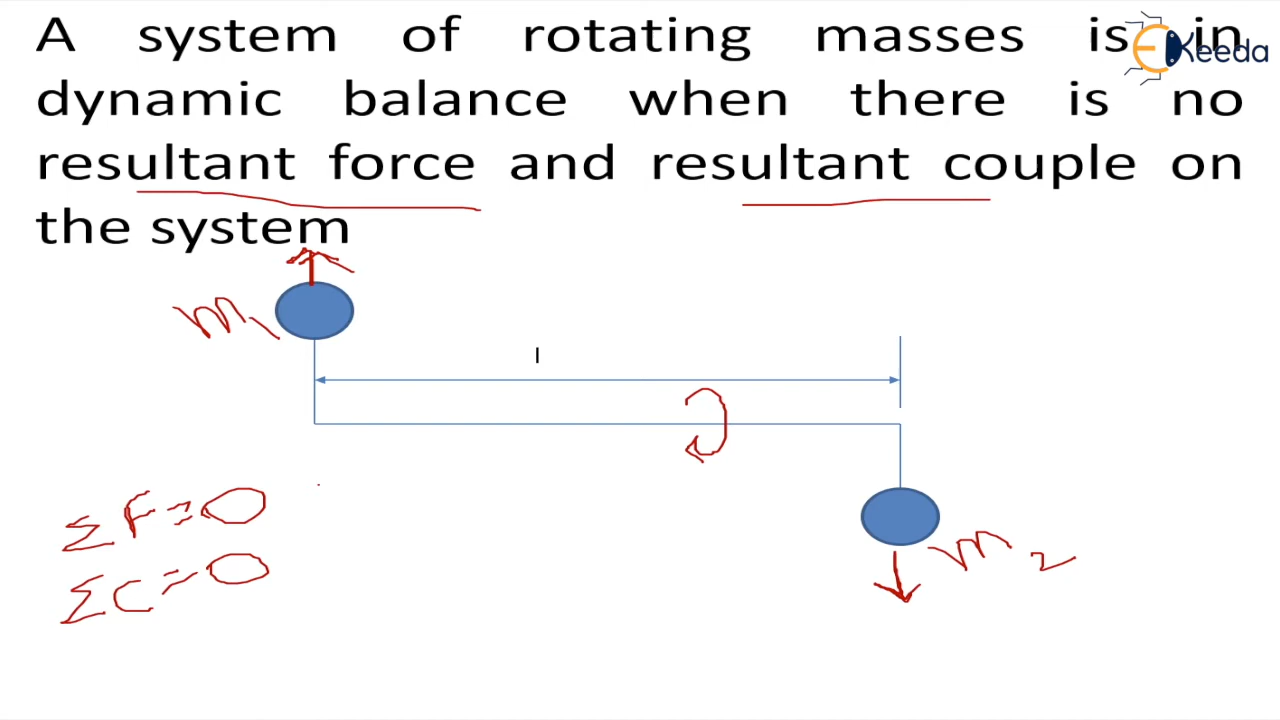 A system of rotating masses is in
dynamic balance when there is no
resultant force and resultant couple on
the system
EKeeda
m1
l
ΣF=0
ΣC=0
m2